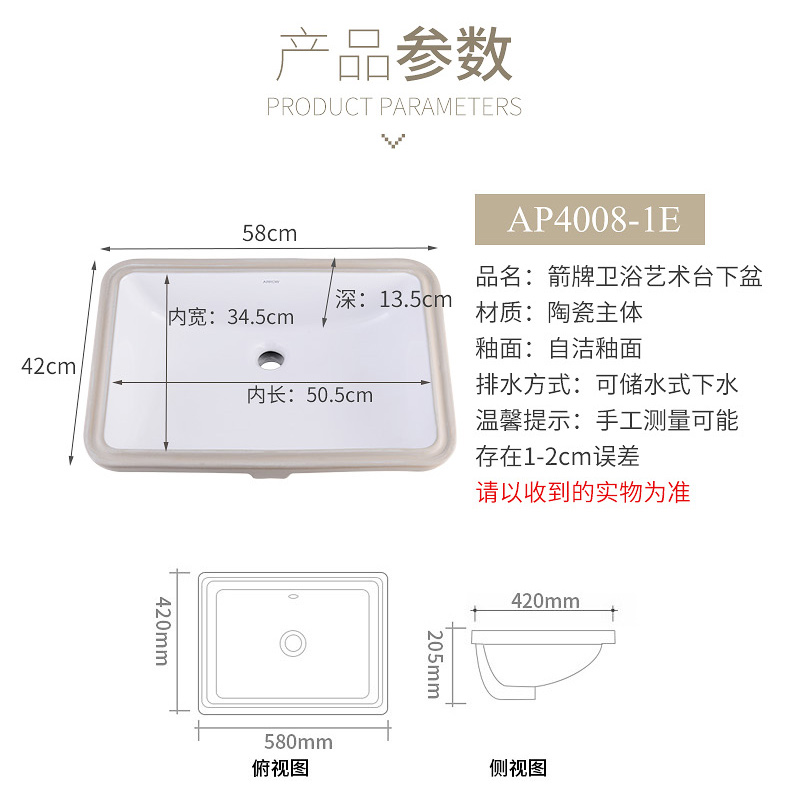 产品参数
PRODUCT PARAMETERS
58cm
AP4008-1E
42cm
内宽：34.5cm
深：13.5cm
内长：50.5cm
品名：箭牌卫浴艺术台下盆
材质：陶瓷主体
釉面：自洁釉面
排水方式：可储水式下水
温馨提示：手工测量可能
存在1-2cm误差
请以收到的实物为准
420mm
580mm
俯视图
420mm
205mm
侧视图